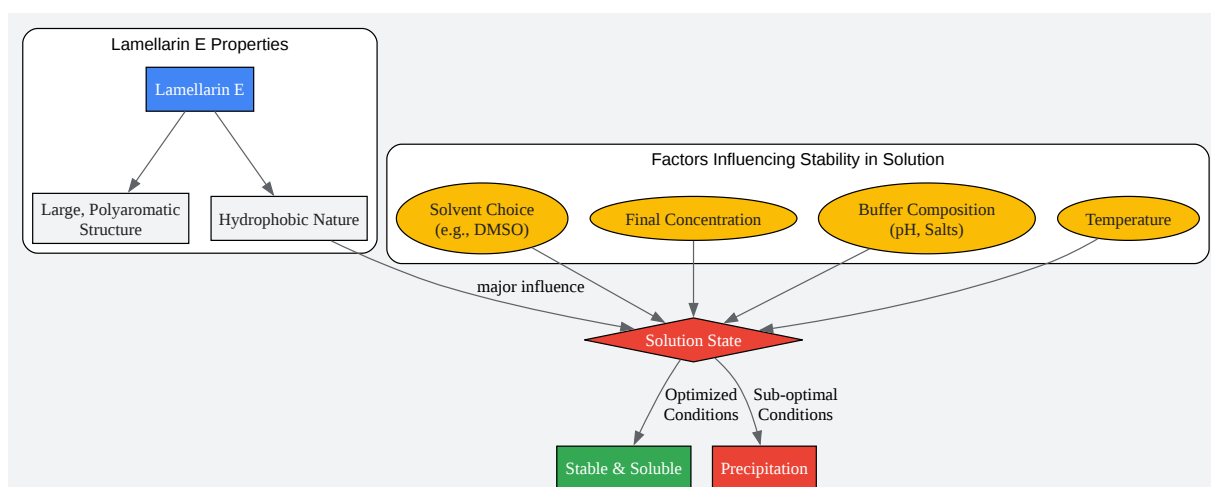 Lamellarin E Properties
Lamellarin E
Large, Polyaromatic
Structure
Hydrophobic Nature
Factors Influencing Stability in Solution
Solvent Choice
(e.g., DMSO)
Final Concentration
Buffer Composition
(pH, Salts)
Temperature
major influence
Solution State
Optimized
Conditions
Sub-optimal
Conditions
Stable & Soluble
Precipitation